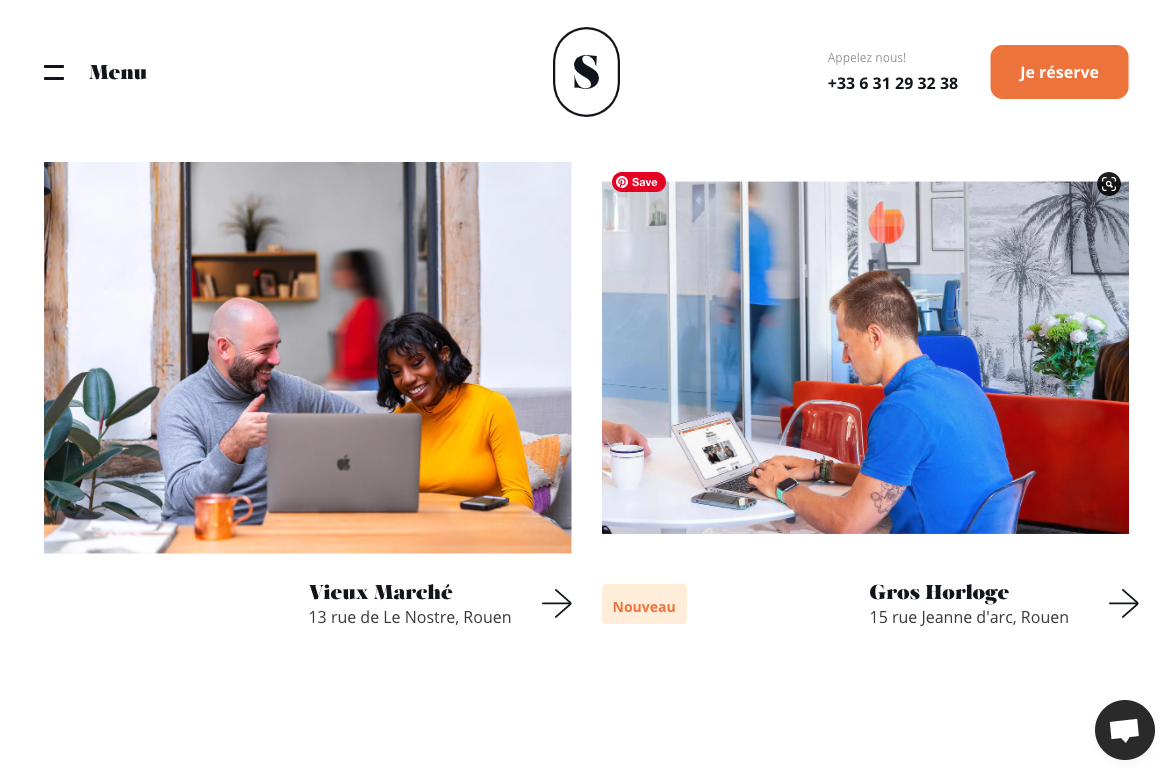 Menu
S
Appelez nous!
+33 6 31 29 32 38
Je réserve
Save
Vieux Marché
13 rue de Le Nostre, Rouen
Nouveau
Gros Horloge
15 rue Jeanne d'arc, Rouen